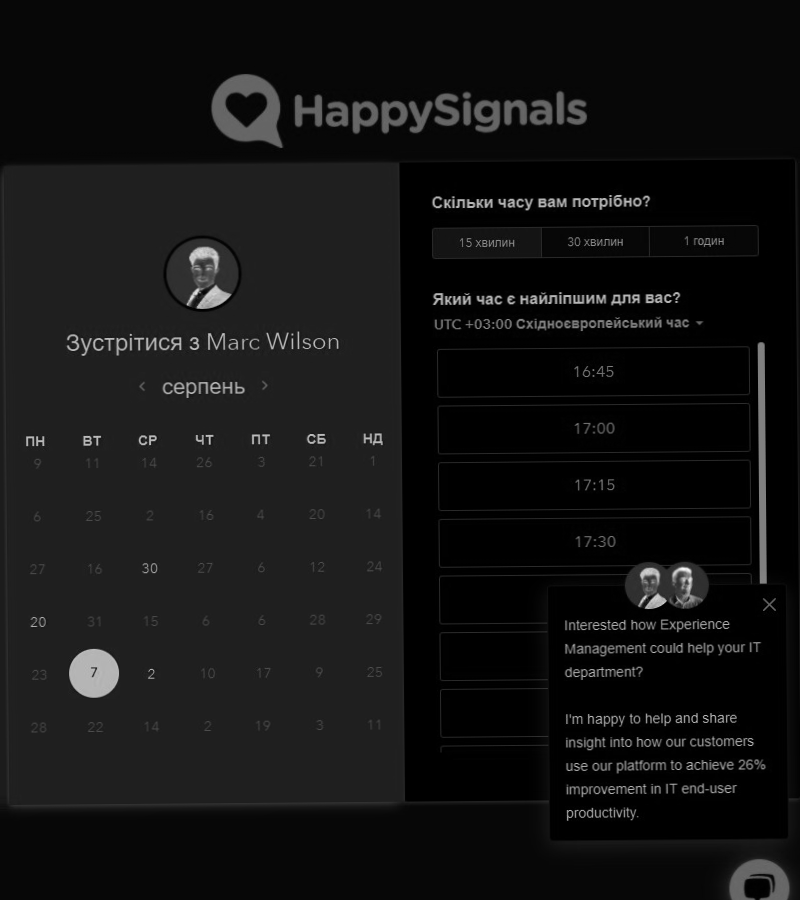 HappySignals
Зустрітися з Marc Wilson
серпень
ПН ВТ СР ЧТ ПТ СБ НД
9 11 14 26 3 21 1
6 25 2 16 4 20 14
27 16 30 27 6 12 24
20 31 15 6 6 28 29
23 7 2 10 17 9 25
28 22 14 2 19 3 11
Скільки часу вам потрібно?
15 хвилин 30 хвилин 1 годин
Який час є найліпшим для вас?
UTC +03:00 Східноєвропейський час
16:45
17:00
17:15
17:30
Interested how Experience
Management could help your IT
department?
I'm happy to help and share
insight into how our customers
use our platform to achieve 26%
improvement in IT end-user
productivity.